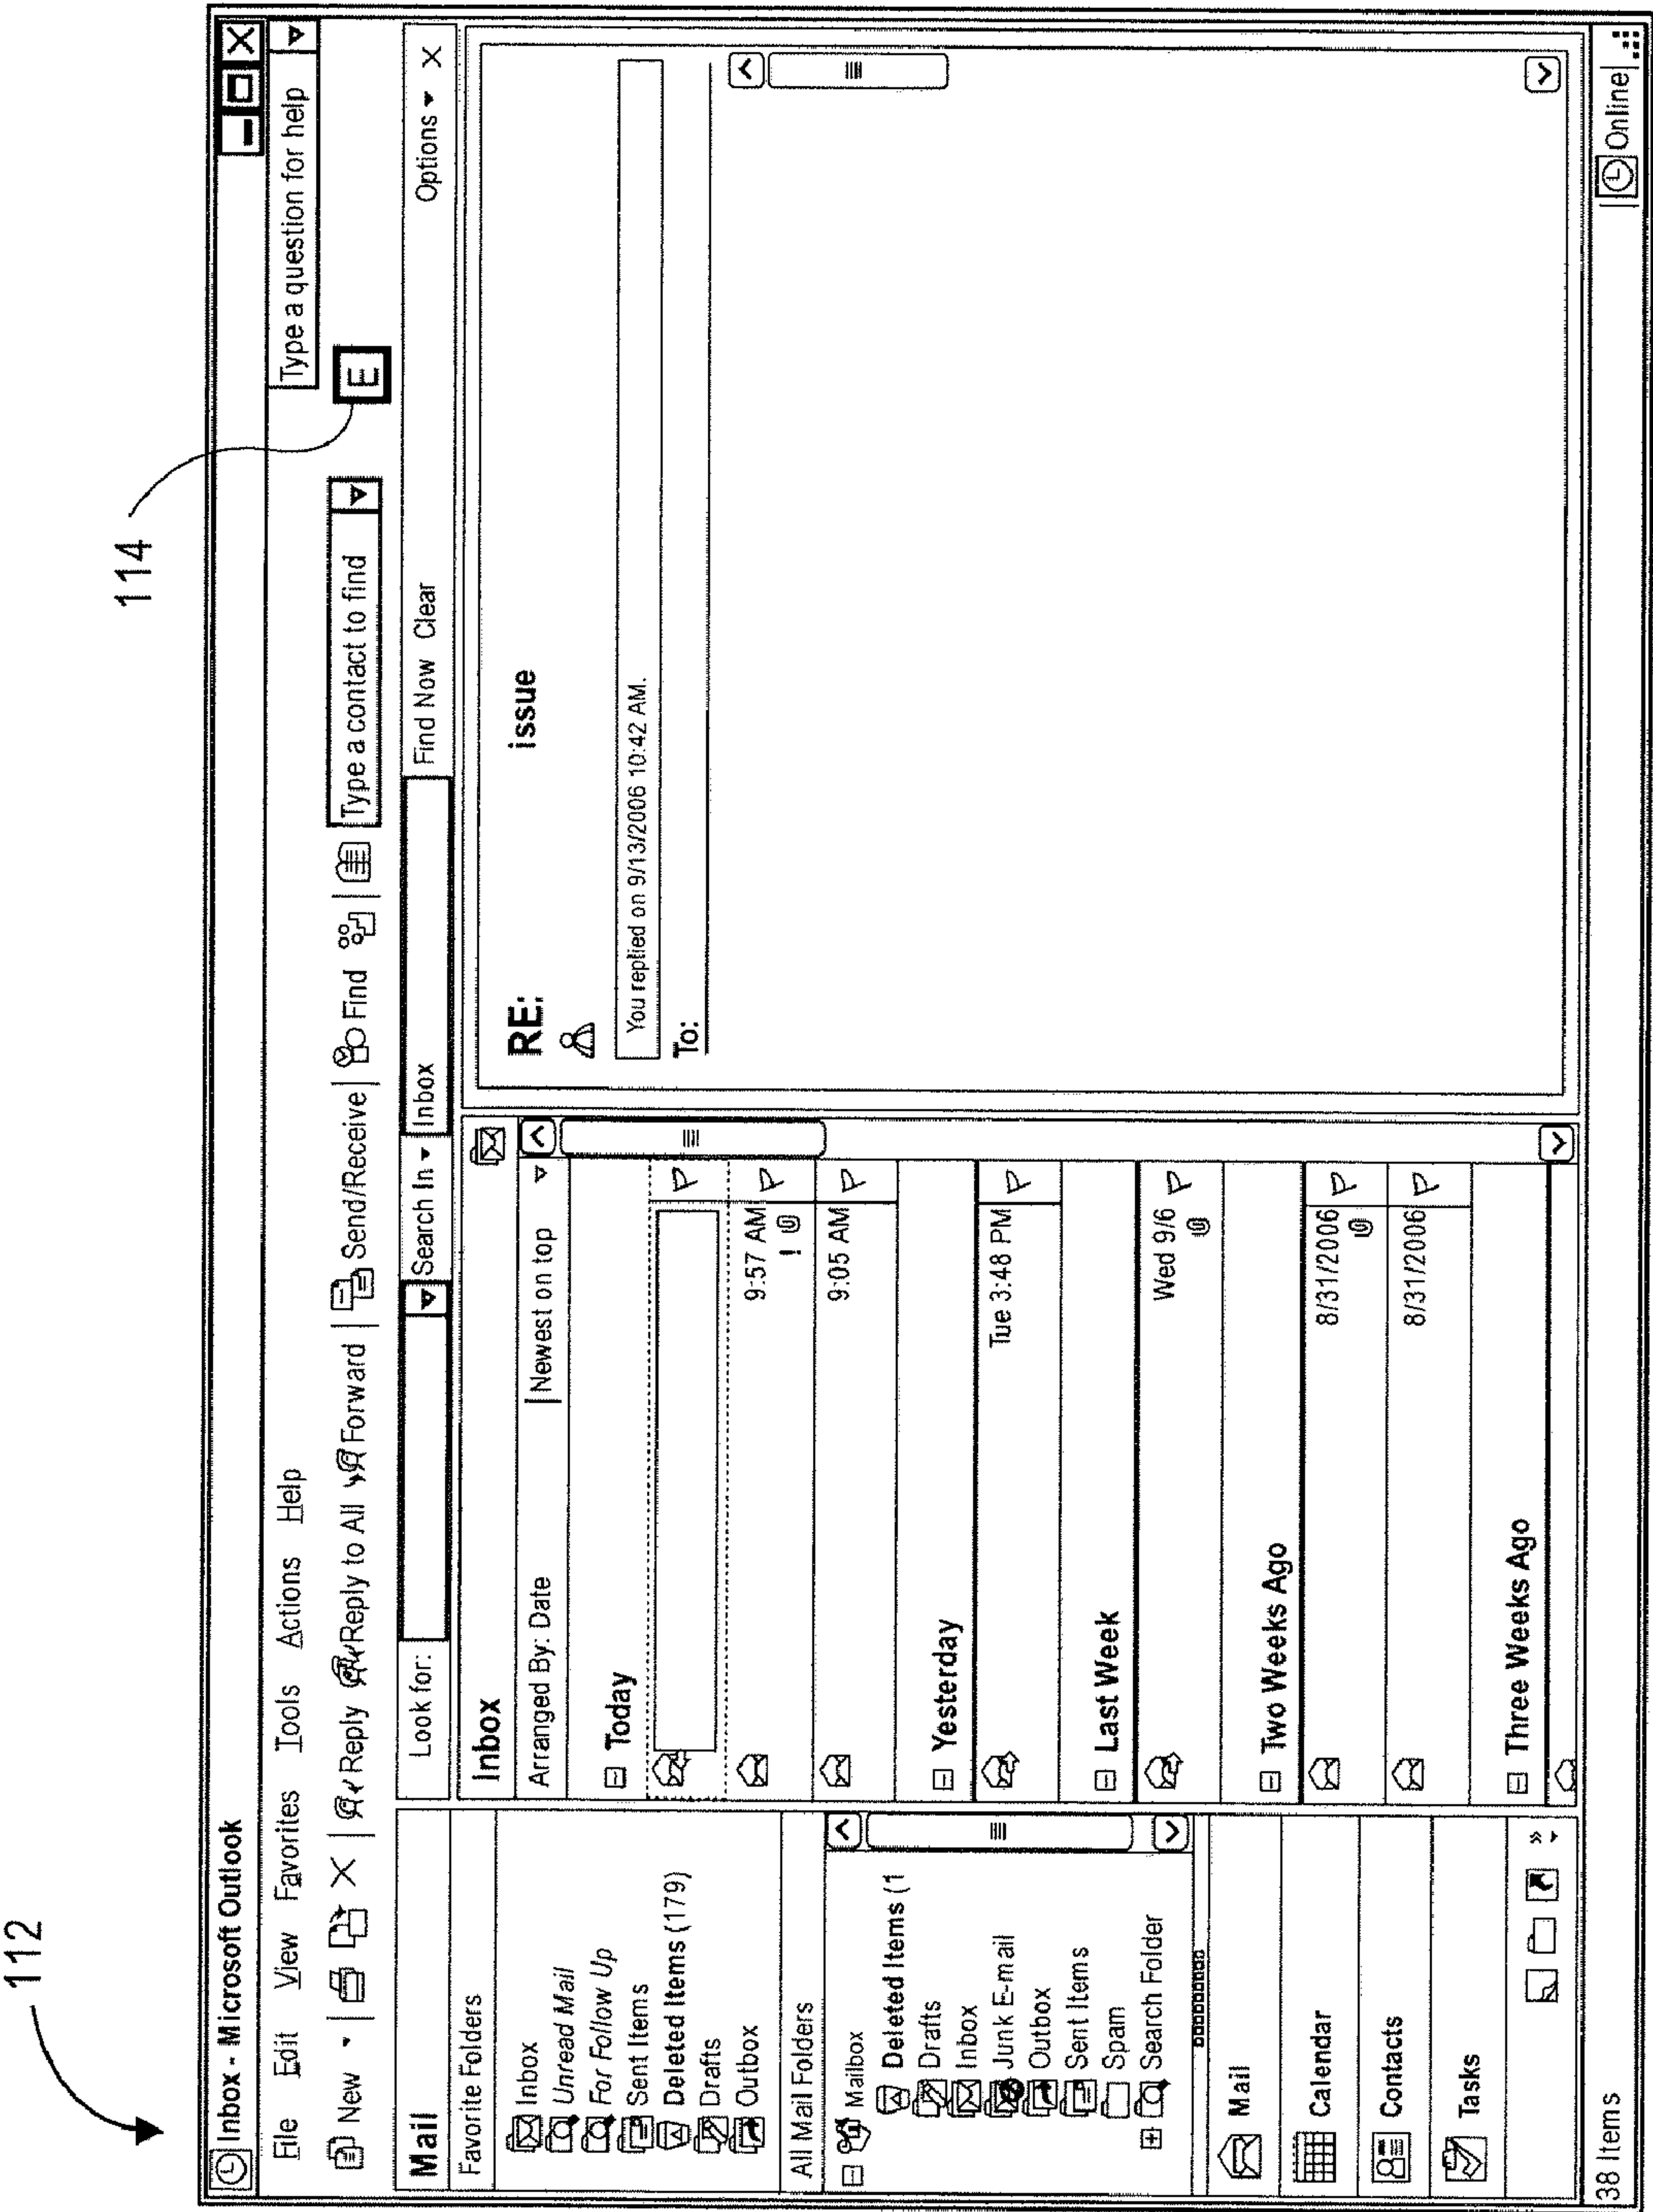 112
114
Inbox - Microsoft Outlook
File Edit View Favorites Tools Actions Help
Type a question for help
New Reply Reply to All Forward Send/Receive Find Type a contact to find E
Look for: Search In Inbox Find Now Clear Options
Mail
Favorite Folders
Inbox
Unread Mail
For Follow Up
Sent Items
Deleted Items (179)
Drafts
Outbox
All Mail Folders
Mailbox
Deleted Items (1
Drafts
Inbox
Junk E-mail
Outbox
Sent Items
Spam
Search Folder
Mail
Calendar
Contacts
Tasks
Inbox
Arranged By: Date Newest on top
Today
9:57 AM
!
9:05 AM
Yesterday
Tue 3:48 PM
Last Week
Wed 9/6
Two Weeks Ago
8/31/2006
8/31/2006
Three Weeks Ago
RE: issue
You replied on 9/13/2006 10:42 AM.
To:
38 Items
Online